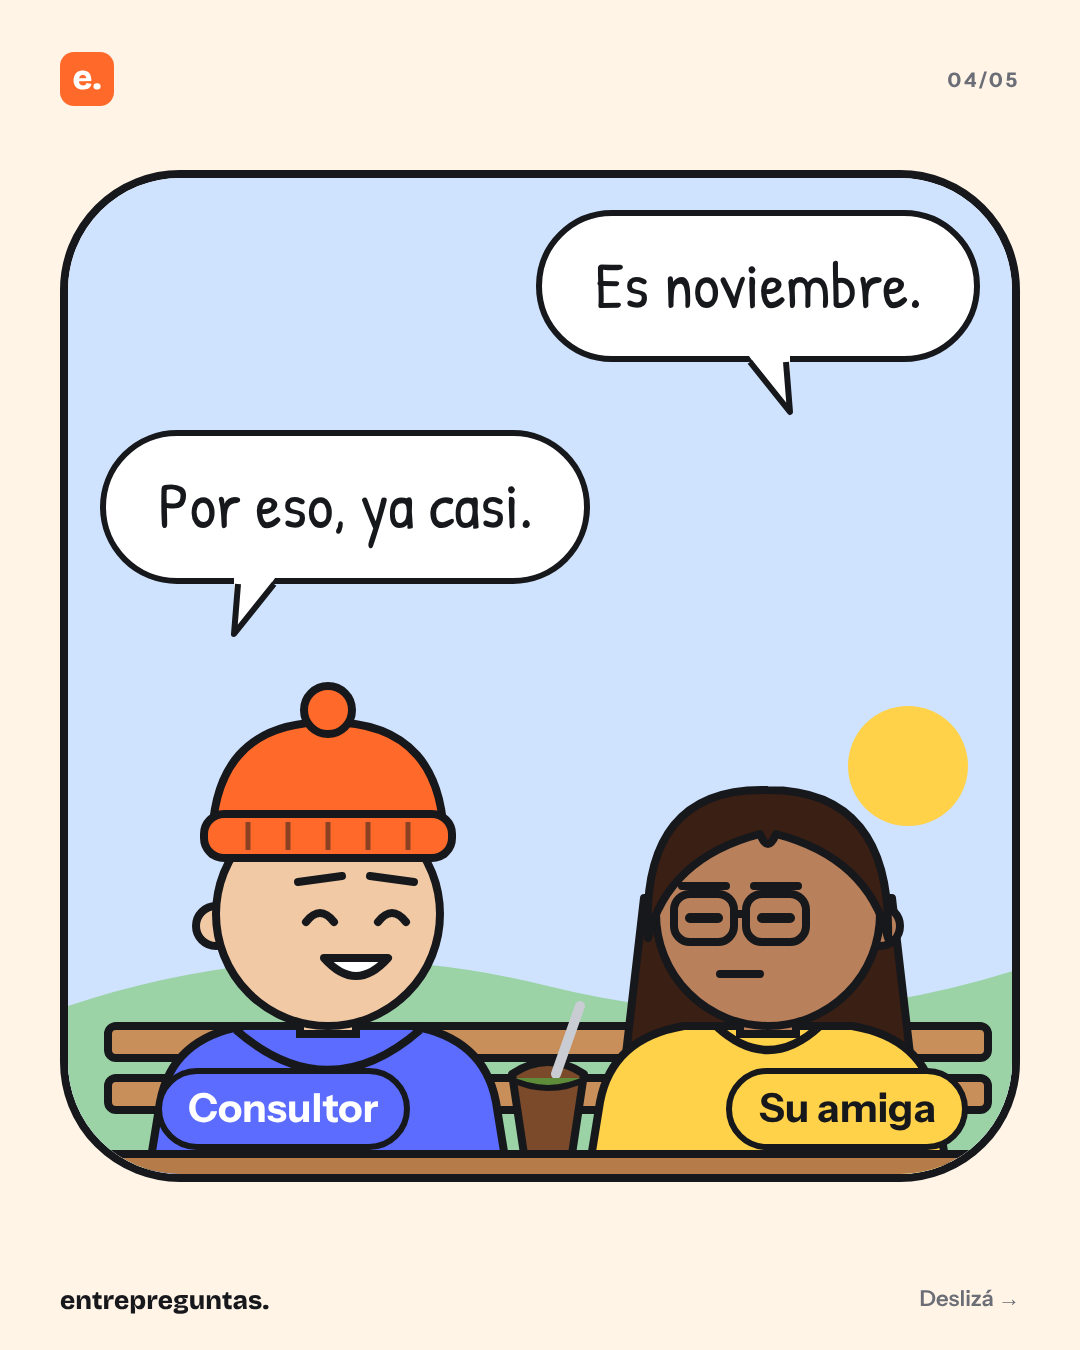 e.
04/05
Es noviembre.
Por eso, ya casi.
Consultor
Su amiga
entrepreguntas.
Deslizá →